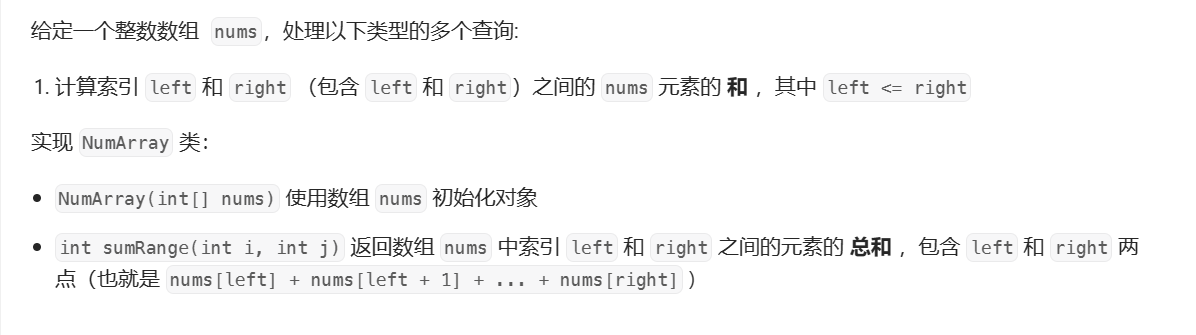 给定一个整数数组 nums，处理以下类型的多个查询:
1. 计算索引 left 和 right （包含 left 和 right）之间的 nums 元素的 和 ，其中 left <= right
实现 NumArray 类：
• NumArray(int[] nums) 使用数组 nums 初始化对象
• int sumRange(int i, int j) 返回数组 nums 中索引 left 和 right 之间的元素的 总和 ，包含 left 和 right 两
点（也就是 nums[left] + nums[left + 1] + ... + nums[right] ）